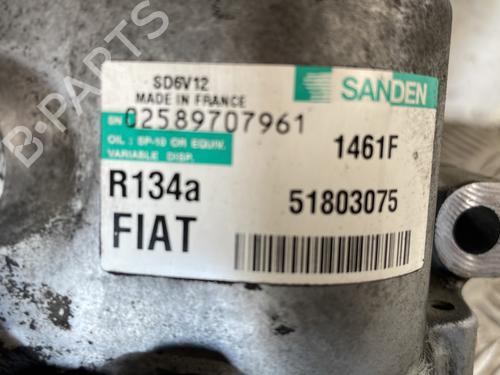 SD6V12
MADE IN FRANCE
SANDEN
SN 02589707961
OIL : SP-10 OR EQUIV.
VARIABLE DISP.
1461F
R134a
51803075
FIAT
B-PARTS